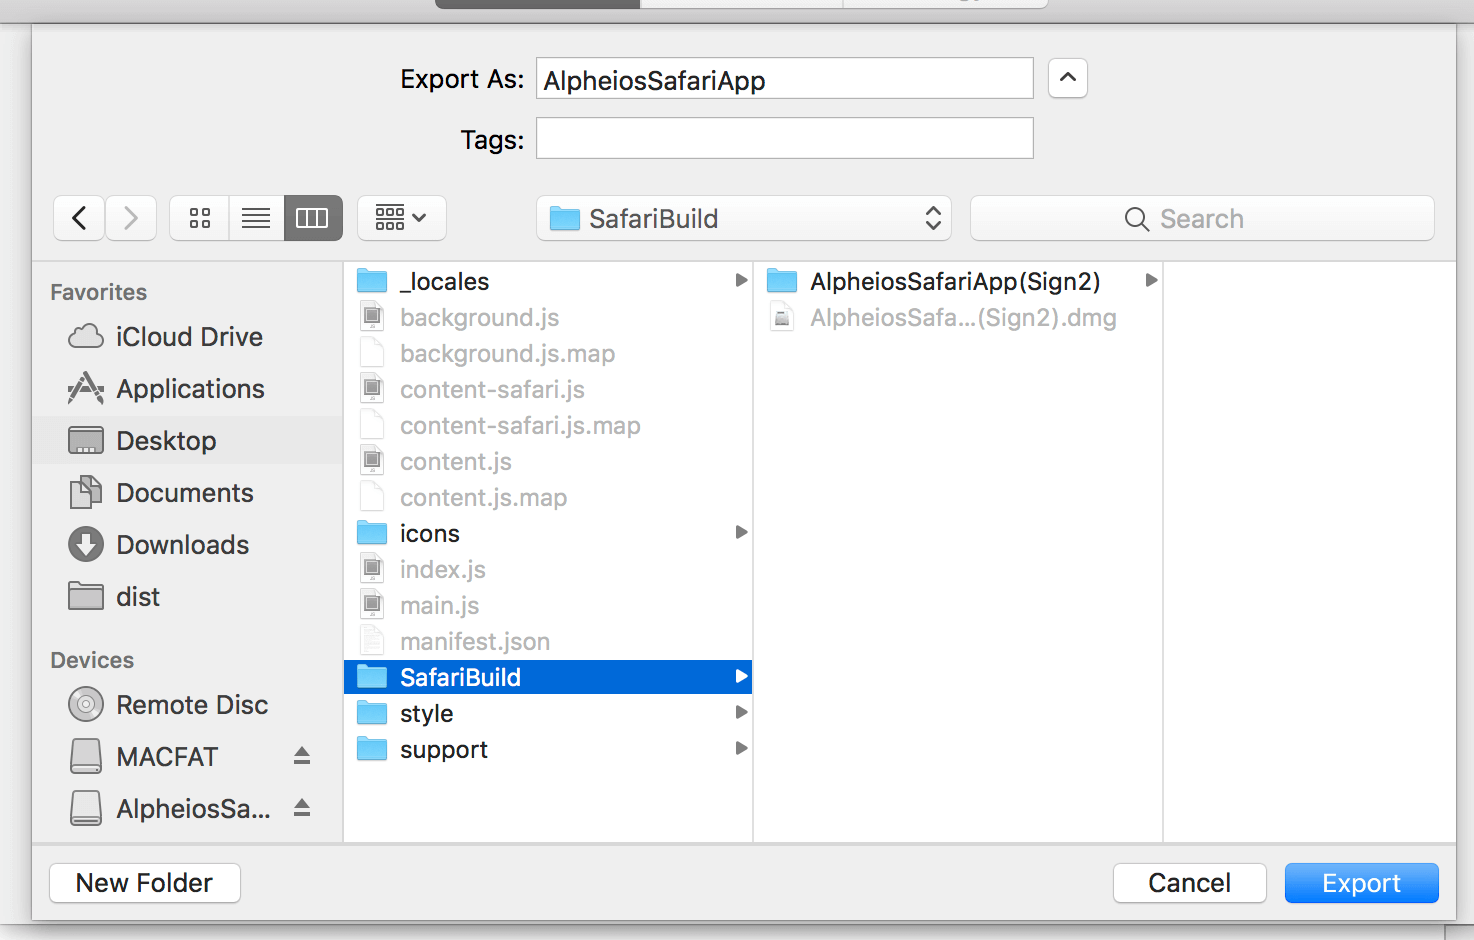 Export As: AlpheiosSafariApp
Tags:
SafariBuild
Search
Favorites
iCloud Drive
Applications
Desktop
Documents
Downloads
dist
Devices
Remote Disc
MACFAT
AlpheiosSa...
_locales
background.js
background.js.map
content-safari.js
content-safari.js.map
content.js
content.js.map
icons
index.js
main.js
manifest.json
SafariBuild
style
support
AlpheiosSafariApp(Sign2)
AlpheiosSafa...(Sign2).dmg
New Folder
Cancel
Export